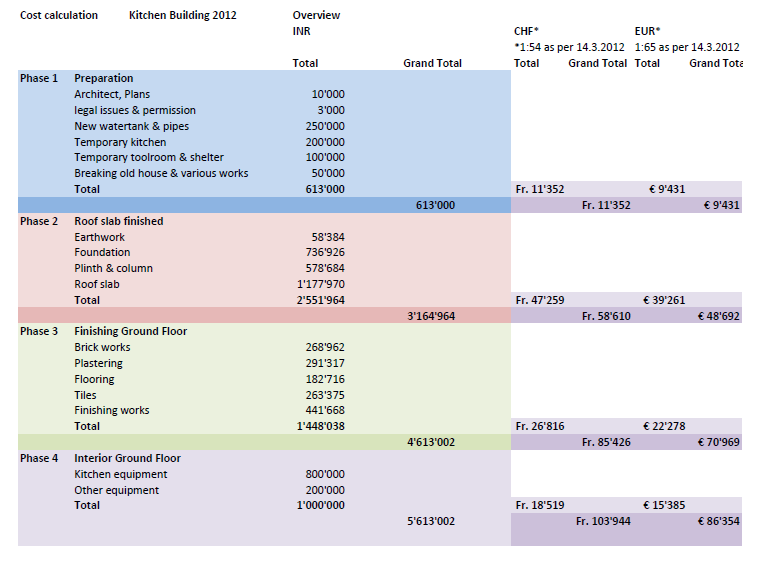 Cost calculation Kitchen Building 2012 Overview
INR CHF* EUR*
*1:54 as per 14.3.2012 1:65 as per 14.3.2012
Total Grand Total Total Grand Total Total Grand Tota
Phase 1 Preparation
Architect, Plans 10'000
legal issues & permission 3'000
New watertank & pipes 250'000
Temporary kitchen 200'000
Temporary toolroom & shelter 100'000
Breaking old house & various works 50'000
Total 613'000 Fr. 11'352 € 9'431
613'000 Fr. 11'352 € 9'431
Phase 2 Roof slab finished
Earthwork 58'384
Foundation 736'926
Plinth & column 578'684
Roof slab 1'177'970
Total 2'551'964 Fr. 47'259 € 39'261
3'164'964 Fr. 58'610 € 48'692
Phase 3 Finishing Ground Floor
Brick works 268'962
Plastering 291'317
Flooring 182'716
Tiles 263'375
Finishing works 441'668
Total 1'448'038 Fr. 26'816 € 22'278
4'613'002 Fr. 85'426 € 70'969
Phase 4 Interior Ground Floor
Kitchen equipment 800'000
Other equipment 200'000
Total 1'000'000 Fr. 18'519 € 15'385
5'613'002 Fr. 103'944 € 86'354